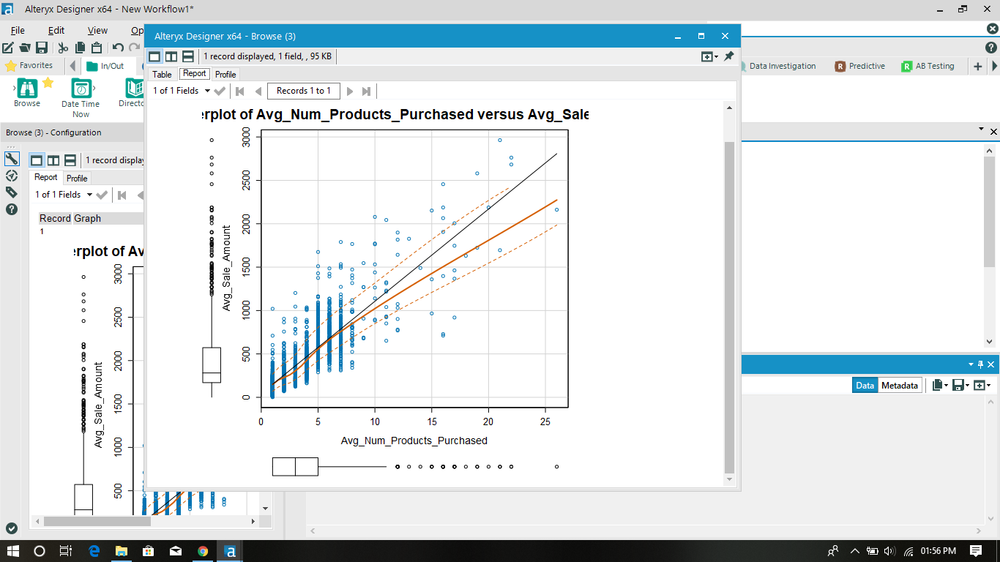 Alteryx Designer x64 - New Workflow1*
File Edit View Op
Alteryx Designer x64 - Browse (3)
1 record displayed, 1 field, , 95 KB
Favorites In/Out
Data Investigation Predictive AB Testing
Table Report Profile
1 of 1 Fields Records 1 to 1
Browse Date Time Now Directo
Browse (3) - Configuration
1 record display
Report Profile
1 of 1 Fields
Record Graph
1
erplot of Av
3000
2500
2000
1500
1000
500
Avg_Sale_Amount
erplot of Avg_Num_Products_Purchased versus Avg_Sale
3000
2500
2000
1500
1000
500
0
Avg_Sale_Amount
0 5 10 15 20 25
Avg_Num_Products_Purchased
Data Metadata
01:56 PM